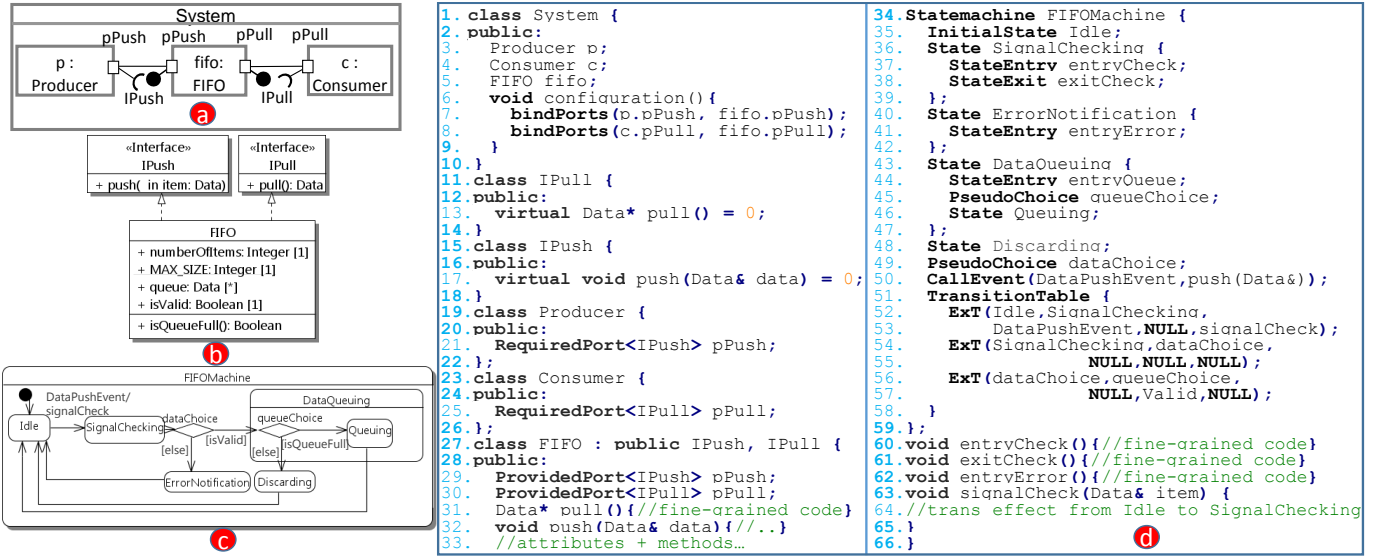 System
pPush pPush pPull pPull
p :
Producer
fifo:
FIFO
c :
Consumer
IPush IPull
a
«Interface»
IPush
+ push( in item: Data)
«Interface»
IPull
+ pull(): Data
FIFO
+ numberOfItems: Integer [1]
+ MAX_SIZE: Integer [1]
+ queue: Data [*]
+ isValid: Boolean [1]
+ isQueueFull(): Boolean
b
FIFOMachine
DataPushEvent/
signalCheck
Idle
SignalChecking
dataChoice
[isValid]
[else]
ErrorNotification
DataQueuing
queueChoice
Queuing
[isQueueFull]
[else]
Discarding
c
1. class System {
2. public:
3. Producer p;
4. Consumer c;
5. FIFO fifo;
6. void configuration(){
7. bindPorts(p.pPush, fifo.pPush);
8. bindPorts(c.pPull, fifo.pPull);
9. }
10.}
11.class IPull {
12.public:
13. virtual Data* pull() = 0;
14.}
15.class IPush {
16.public:
17. virtual void push(Data& data) = 0;
18.}
19.class Producer {
20.public:
21. RequiredPort<IPush> pPush;
22.};
23.class Consumer {
24.public:
25. RequiredPort<IPull> pPull;
26.};
27.class FIFO : public IPush, IPull {
28.public:
29. ProvidedPort<IPush> pPush;
30. ProvidedPort<IPull> pPull;
31. Data* pull(){//fine-grained code}
32. void push(Data& data){//..}
33. //attributes + methods…
34.Statemachine FIFOMachine {
35. InitialState Idle;
36. State SignalChecking {
37. StateEntry entryCheck;
38. StateExit exitCheck;
39. };
40. State ErrorNotification {
41. StateEntry entryError;
42. };
43. State DataQueuing {
44. StateEntry entryQueue;
45. PseudoChoice queueChoice;
46. State Queuing;
47. };
48. State Discarding;
49. PseudoChoice dataChoice;
50. CallEvent(DataPushEvent,push(Data&));
51. TransitionTable {
52. ExT(Idle,SignalChecking,
53. DataPushEvent,NULL,signalCheck);
54. ExT(SignalChecking,dataChoice,
55. NULL,NULL,NULL);
56. ExT(dataChoice,queueChoice,
57. NULL,Valid,NULL);
58. }
59.};
60.void entryCheck(){//fine-grained code}
61.void exitCheck(){//fine-grained code}
62.void entryError(){//fine-grained code}
63.void signalCheck(Data& item) {
64.//trans effect from Idle to SignalChecking
65.}
66.}
d